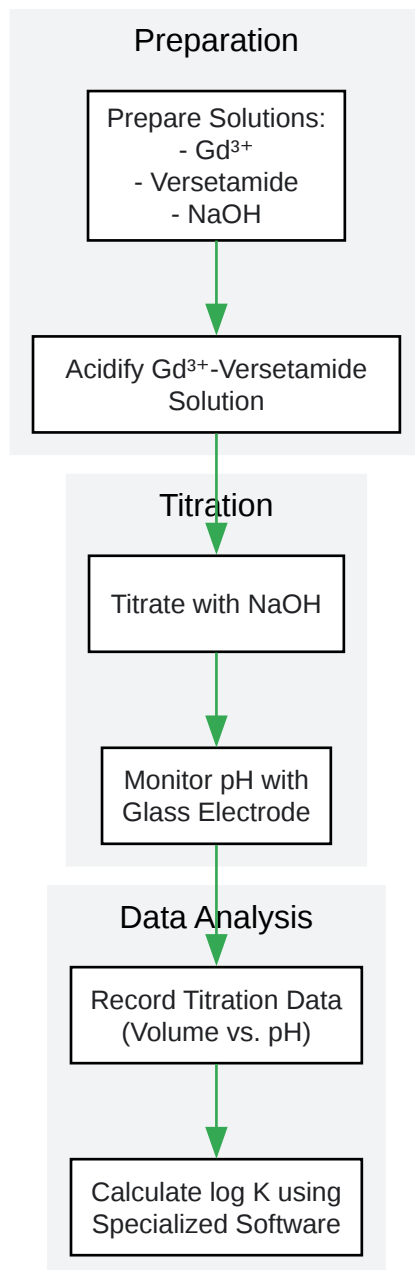 Preparation
Prepare Solutions:
- Gd³⁺
- Versetamide
- NaOH
Acidify Gd³⁺-Versetamide
Solution
Titration
Titrate with NaOH
Monitor pH with
Glass Electrode
Data Analysis
Record Titration Data
(Volume vs. pH)
Calculate log K using
Specialized Software